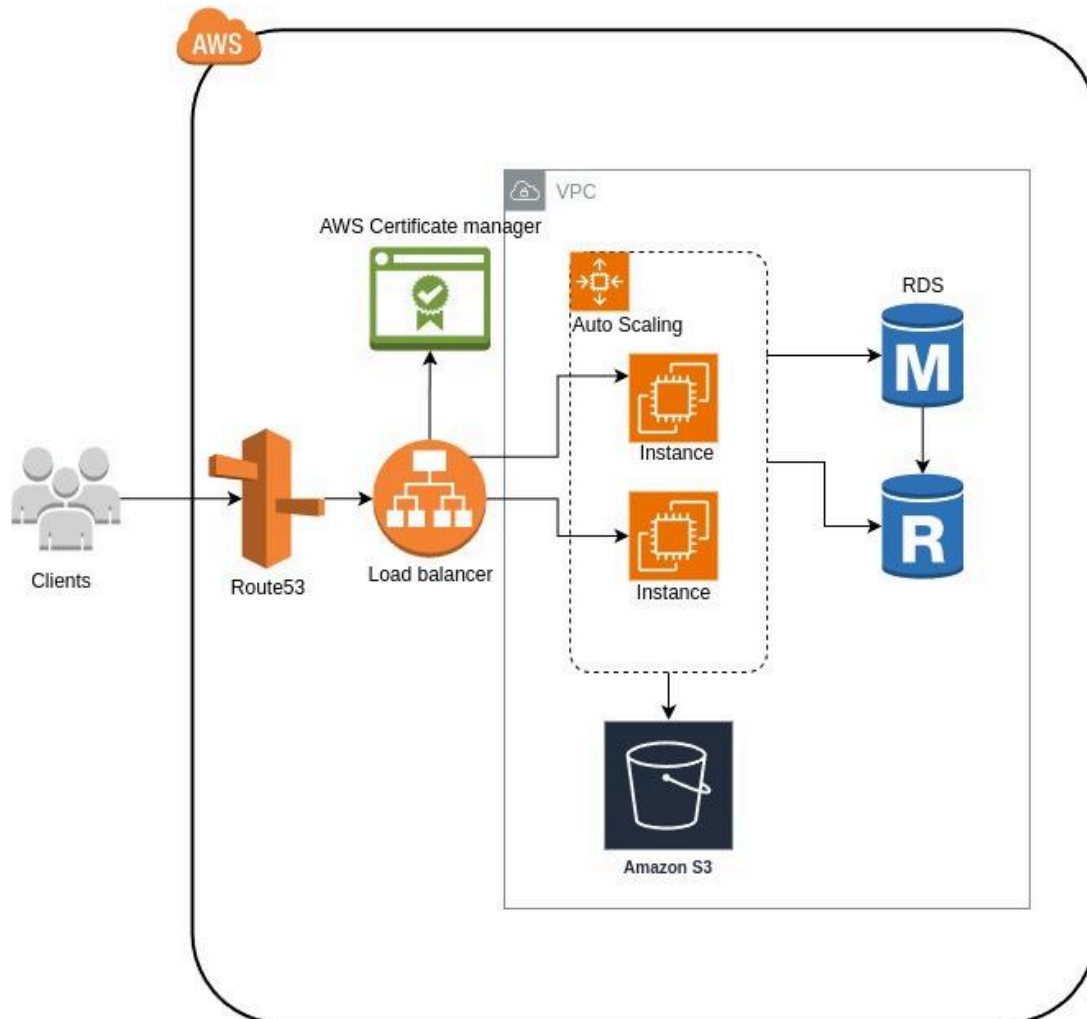 AWS
VPC
AWS Certificate manager
Auto Scaling
RDS
M
Instance
R
Clients
Route53
Load balancer
Instance
Amazon S3